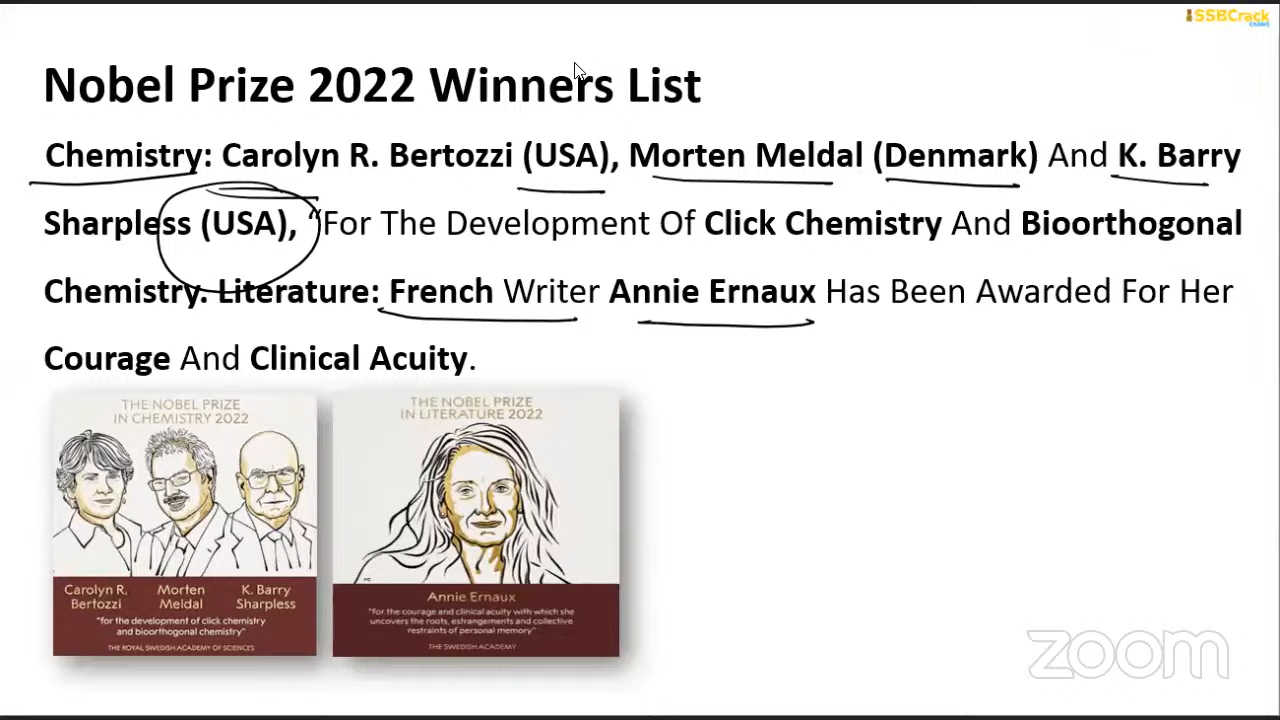 SSBCrack
EXAMS
Nobel Prize 2022 Winners List
Chemistry: Carolyn R. Bertozzi (USA), Morten Meldal (Denmark) And K. Barry
Sharpless (USA), “For The Development Of Click Chemistry And Bioorthogonal
Chemistry. Literature: French Writer Annie Ernaux Has Been Awarded For Her
Courage And Clinical Acuity.
THE NOBEL PRIZE
IN CHEMISTRY 2022
Carolyn R. Morten K. Barry
Bertozzi Meldal Sharpless
"for the development of click chemistry
and bioorthogonal chemistry"
THE ROYAL SWEDISH ACADEMY OF SCIENCES
THE NOBEL PRIZE
IN LITERATURE 2022
Annie Ernaux
"for the courage and clinical acuity with which she
uncovers the roots, estrangements and collective
restraints of personal memory"
THE SWEDISH ACADEMY
zoom